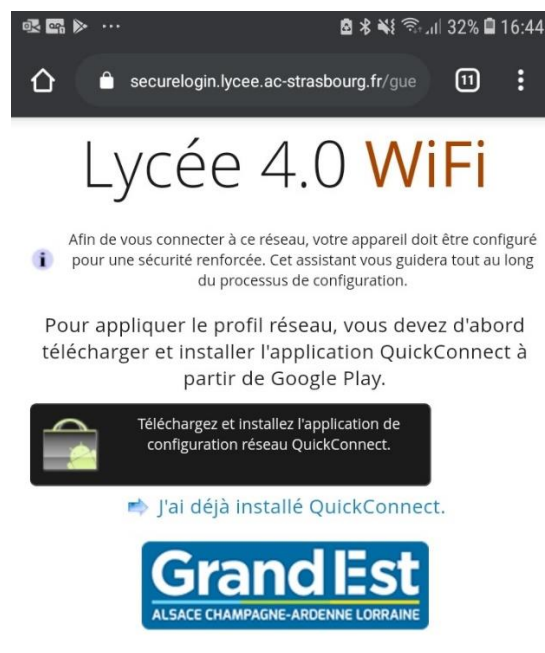 ... 32% 16:44
securelogin.lycee.ac-strasbourg.fr/gue 11
Lycée 4.0 WiFi
Afin de vous connecter à ce réseau, votre appareil doit être configuré
pour une sécurité renforcée. Cet assistant vous guidera tout au long
du processus de configuration.
Pour appliquer le profil réseau, vous devez d'abord
télécharger et installer l'application QuickConnect à
partir de Google Play.
Téléchargez et installez l'application de
configuration réseau QuickConnect.
J'ai déjà installé QuickConnect.
GrandEst
ALSACE CHAMPAGNE-ARDENNE LORRAINE